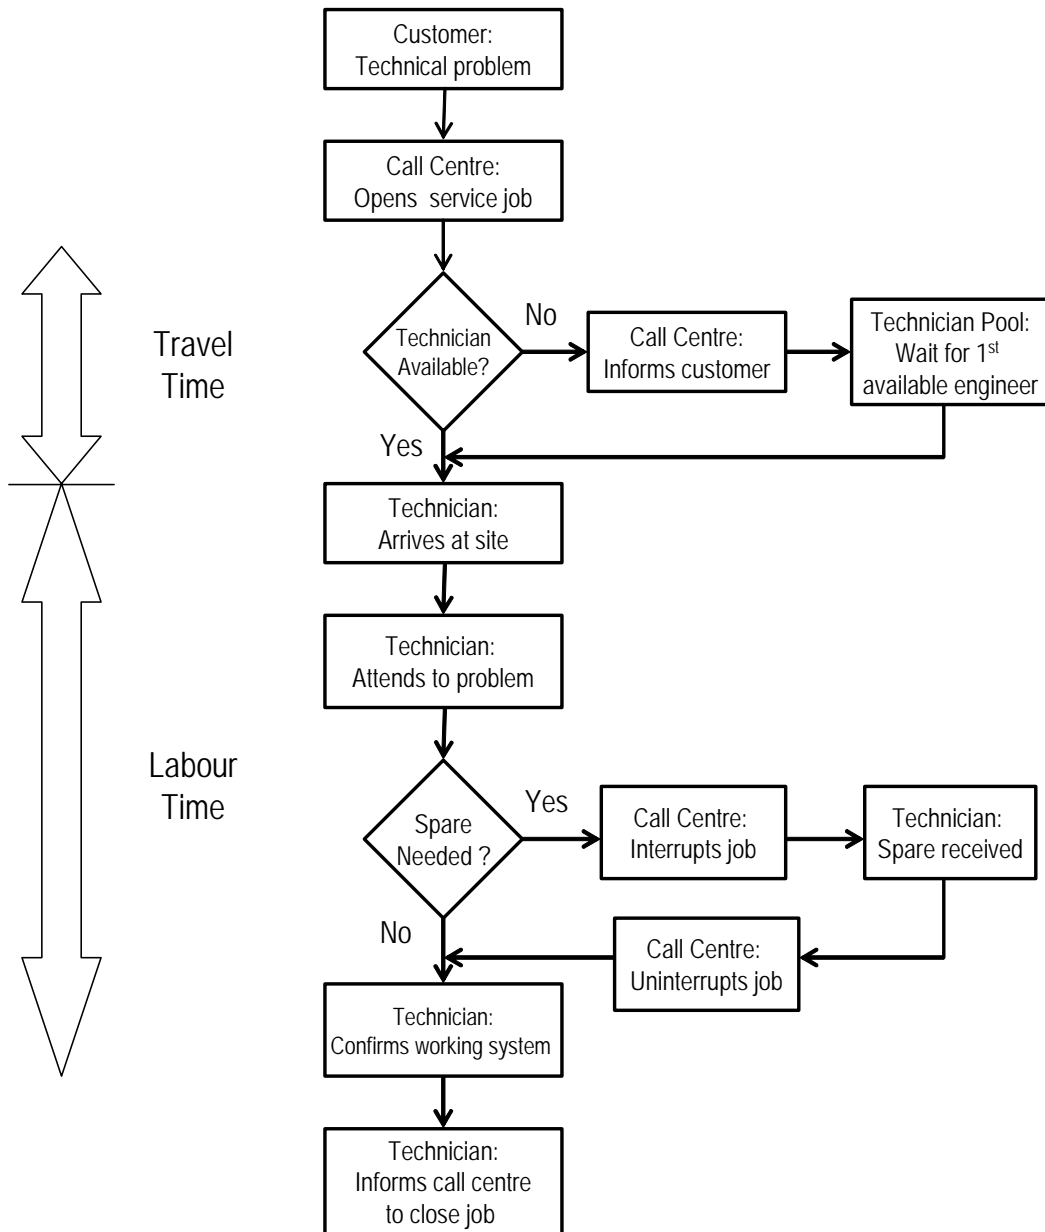 Customer:
Technical problem
Call Centre:
Opens service job
Travel
Time
Technician
Available?
No
Call Centre:
Informs customer
Technician Pool:
Wait for 1st
available engineer
Yes
Technician:
Arrives at site
Technician:
Attends to problem
Labour
Time
Spare
Needed ?
Yes
Call Centre:
Interrupts job
Technician:
Spare received
No
Call Centre:
Uninterrupts job
Technician:
Confirms working system
Technician:
Informs call centre
to close job